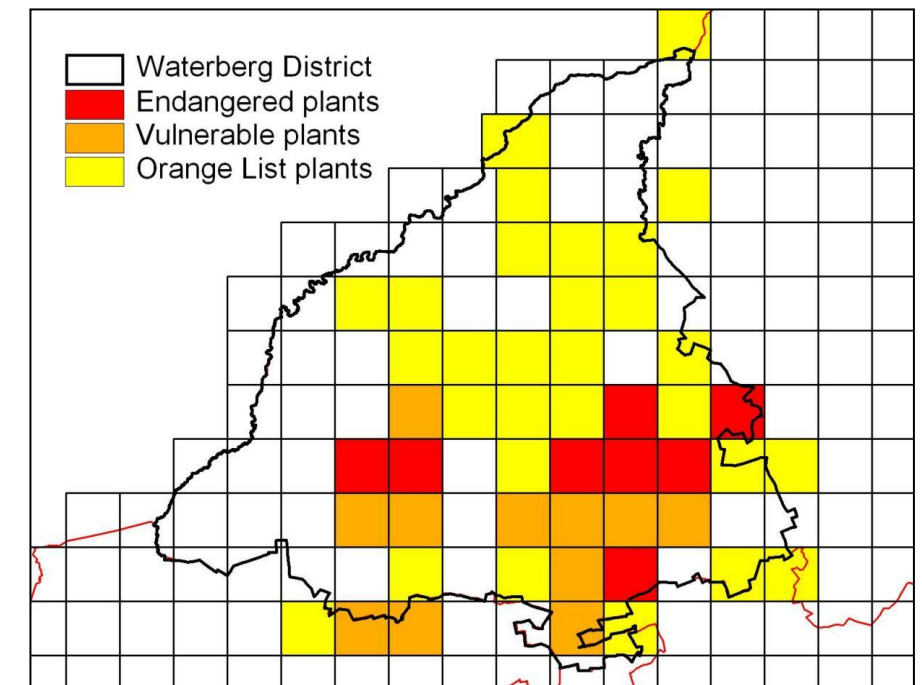 Waterberg District
Endangered plants
Vulnerable plants
Orange List plants